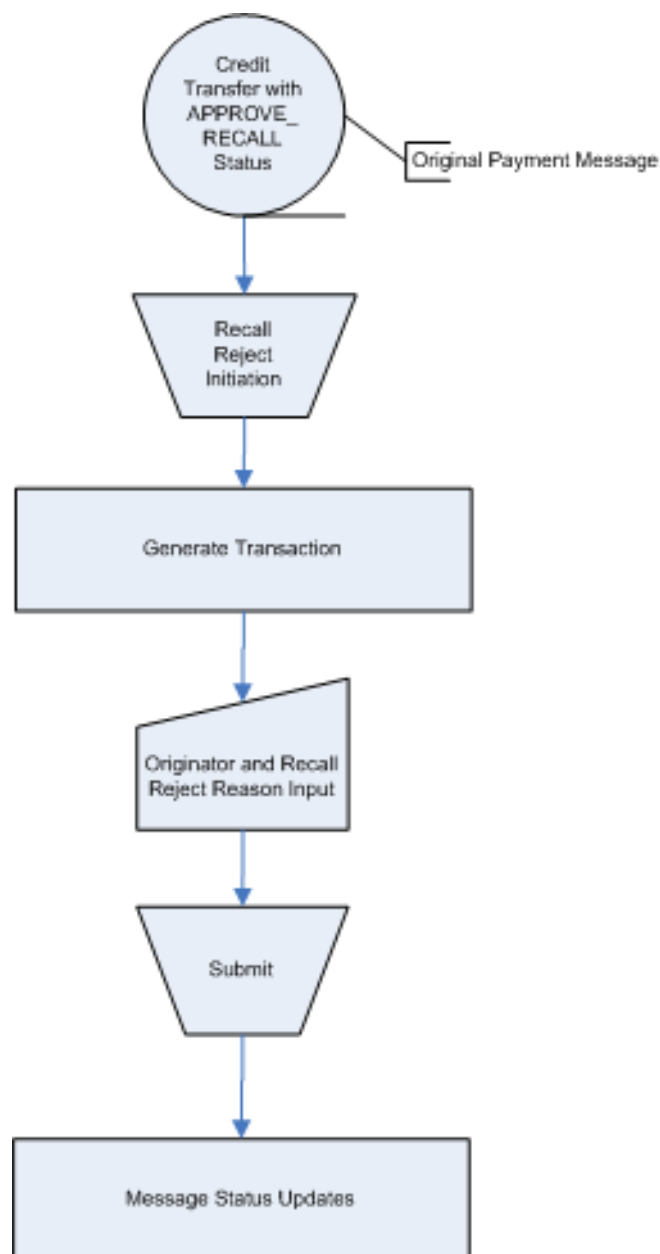 Credit
Transfer with
APPROVE_
RECALL
Status
Original Payment Message
Recall
Reject
Initiation
Generate Transaction
Originator and Recall
Reject Reason Input
Submit
Message Status Updates